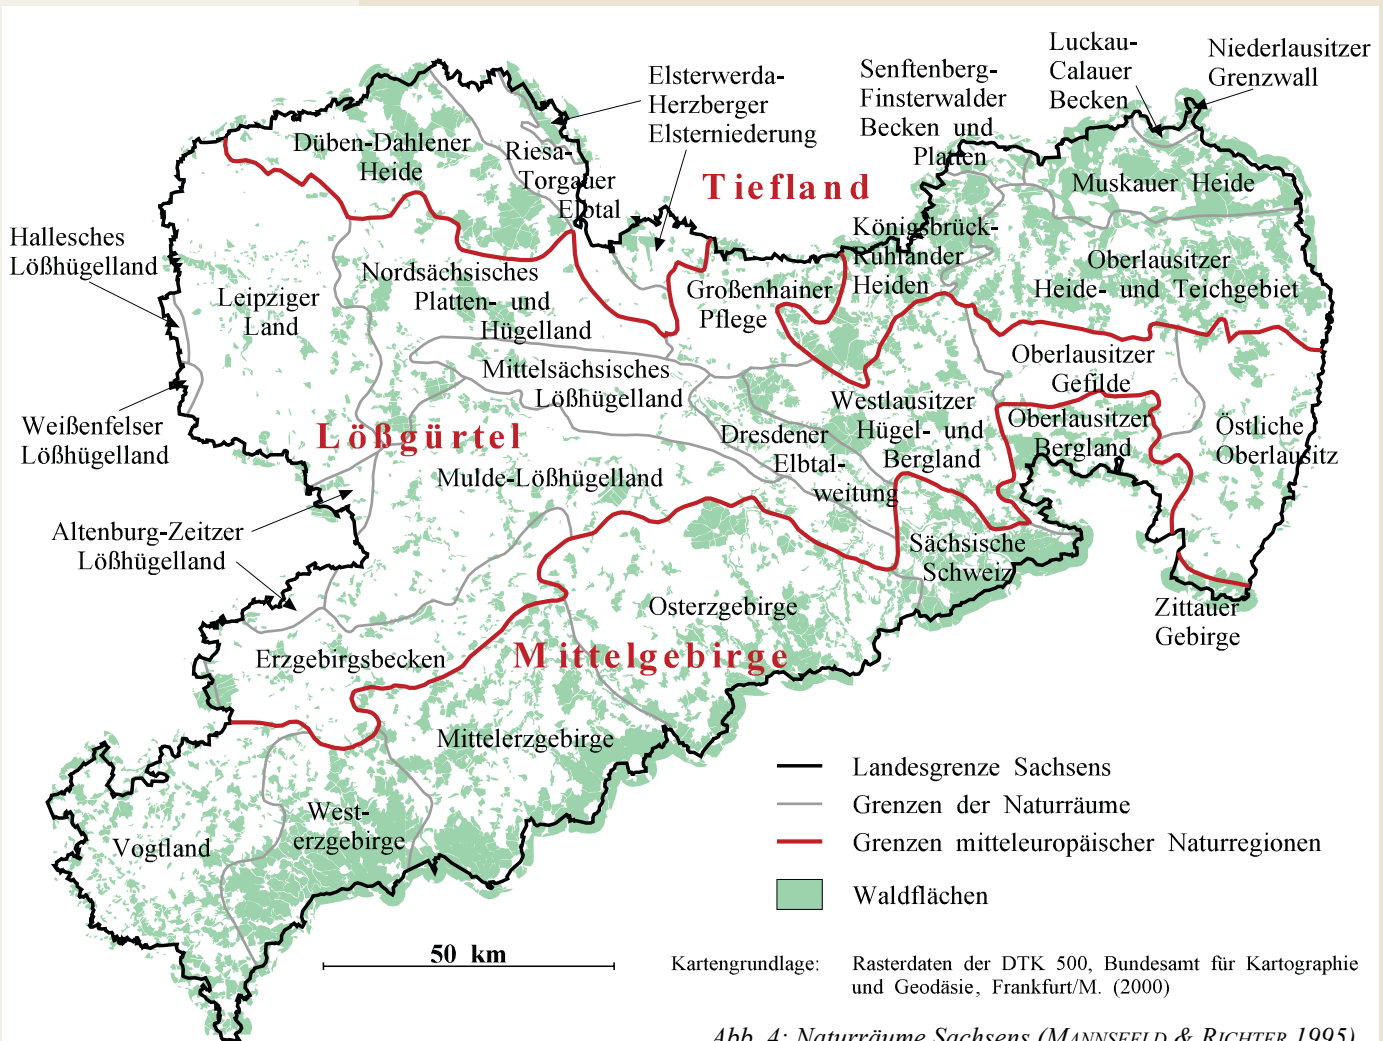 Luckau-
Calauer
Becken
Niederlausitzer
Grenzwall
Elsterwerda-
Herzberger
Elsterniederung
Senftenberg-
Finsterwalder
Becken und
Platten
Düben-Dahlener
Heide
Riesa-
Torgauer
Elbtal
Tiefland
Muskauer Heide
Königsbrück-
Ruhlander
Heiden
Hallesches
Lößhügelland
Oberlausitzer
Heide- und Teichgebiet
Leipziger
Land
Nordsächsisches
Platten- und
Hügelland
Großenhainer
Pflege
Mittelsächsisches
Lößhügelland
Oberlausitzer
Gefilde
Westlausitzer
Hügel- und
Bergland
Oberlausitzer
Bergland
Östliche
Oberlausitz
Weißenfelser
Lößhügelland
Lößgürtel
Dresdener
Elbtal-
weitung
Mulde-Lößhügelland
Altenburg-Zeitzer
Lößhügelland
Sächsische
Schweiz
Osterzgebirge
Zittauer
Gebirge
Erzgebirgsbecken
Mittelgebirge
Mittelerzgebirge
West-
erzgebirge
Vogtland
Landesgrenze Sachsens
Grenzen der Naturräume
Grenzen mitteleuropäischer Naturregionen
Waldflächen
50 km
Kartengrundlage: Rasterdaten der DTK 500, Bundesamt für Kartographie
und Geodäsie, Frankfurt/M. (2000)
Abb. 4: Naturräume Sachsens (MANNSFELD & RICHTER 1995)